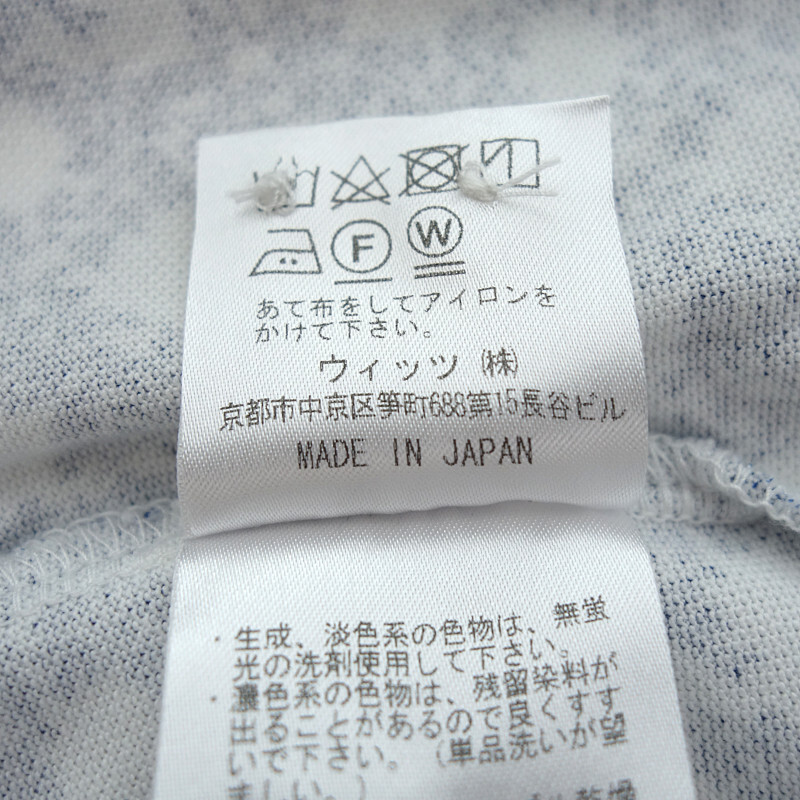 F W
あて布をしてアイロンを
かけて下さい。
ウィッツ (株)
京都市中京区笋町688第15長谷ビル
MADE IN JAPAN
・生成、淡色系の色物は、無蛍
光の洗剤使用して下さい。
・濃色系の色物は、残留染料が
出ることがあるので良くすす
いで下さい。(単品洗いが望
ましい。)